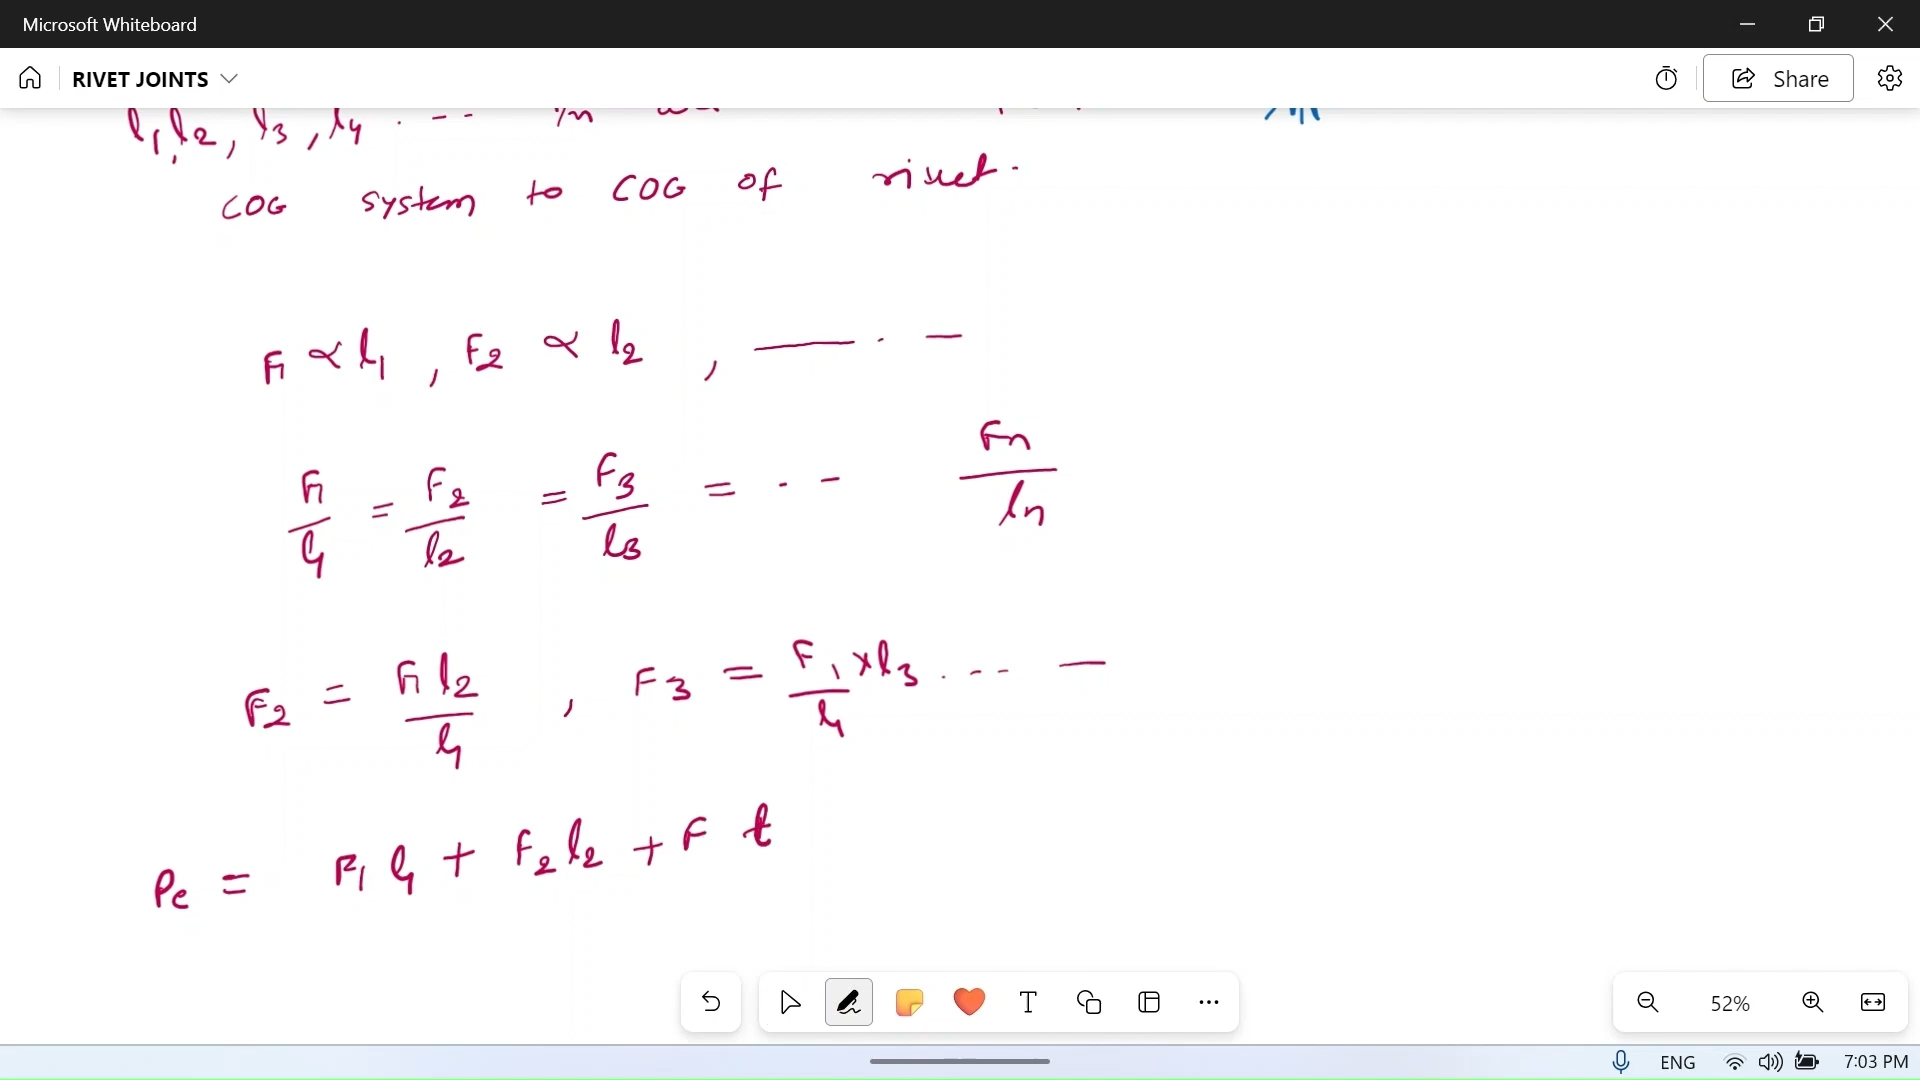 Microsoft Whiteboard
RIVET JOINTS
Share
l1, l2, l3, l4 . - -
COG system to COG of rivet.
F1 ∝ l1 , F2 ∝ l2 , — . —
F1/l1 = F2/l2 = F3/l3 = . . - Fn/ln
F2 = F1 l2/l1 , F3 = F1/l1 × l3 . . . —
Pe = F1 l1 + F2 l2 + F t
52%
ENG
7:03 PM